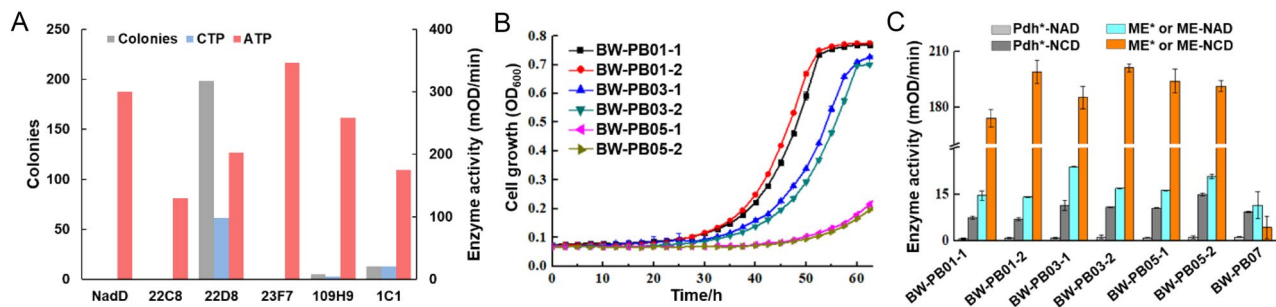 A
Colonies CTP ATP
Colonies
250
200
150
100
50
0
Enzyme activity (mOD/min)
400
300
200
100
0
NadD 22C8 22D8 23F7 109H9 1C1
B
Cell growth (OD600)
0.8
0.7
0.6
0.5
0.4
0.3
0.2
0.1
0.0
BW-PB01-1
BW-PB01-2
BW-PB03-1
BW-PB03-2
BW-PB05-1
BW-PB05-2
0 10 20 30 40 50 60
Time/h
C
Pdh*-NAD ME* or ME-NAD
Pdh*-NCD ME* or ME-NCD
Enzyme activity (mOD/min)
210
180
15
0
BW-PB01-1 BW-PB01-2 BW-PB03-1 BW-PB03-2 BW-PB05-1 BW-PB05-2 BW-PB07